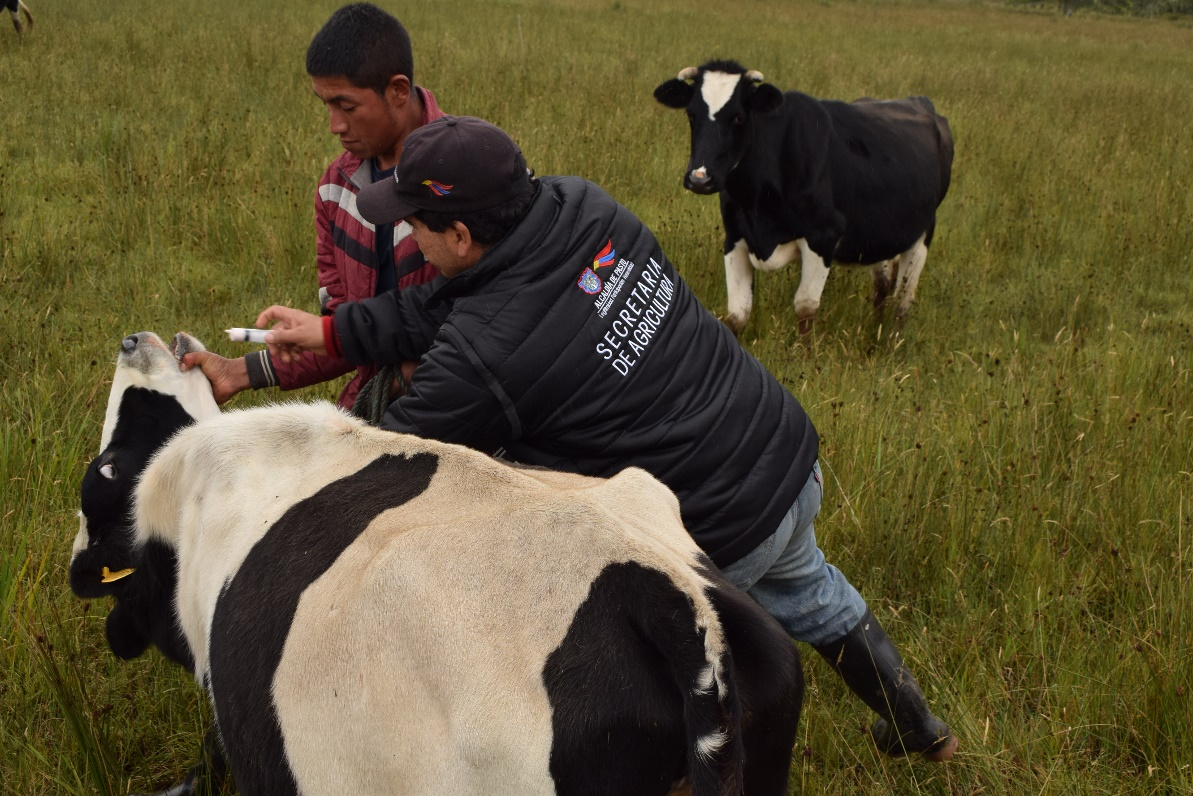 ALCALDÍA DE PASTO
SECRETARIA
DE AGRICULTURA